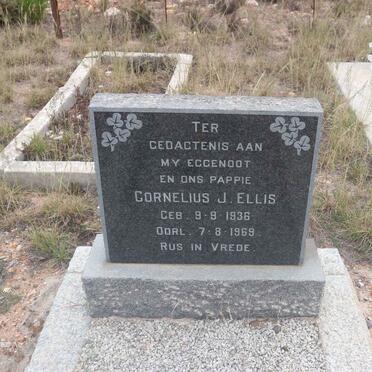 TER
GEDAGTENIS AAN
MY EGGENOOT
EN ONS PAPPIE
CORNELIUS J. ELLIS
GEB. 9-9-1936
OORL. 7-8-1969.
RUS IN VREDE.